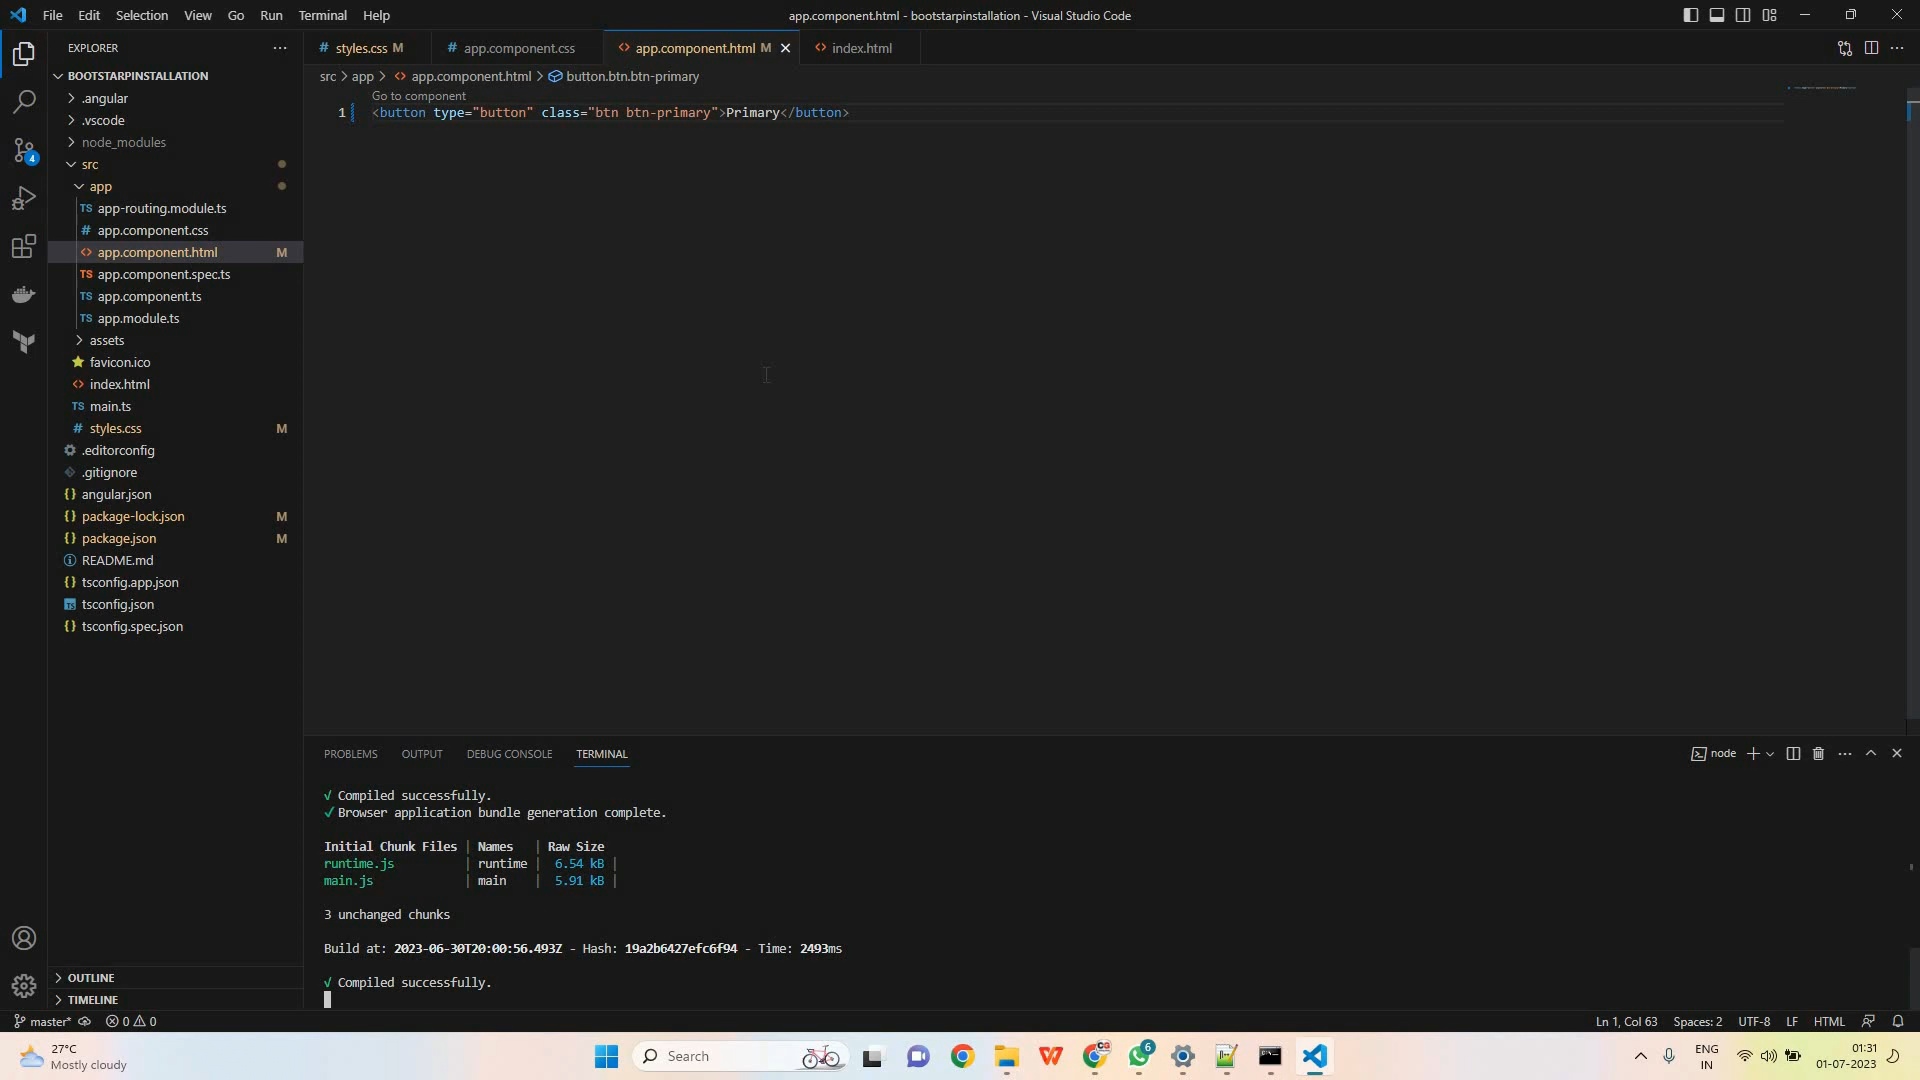 File Edit Selection View Go Run Terminal Help
app.component.html - bootstarpinstallation - Visual Studio Code
EXPLORER
BOOTSTARPINSTALLATION
.angular
.vscode
node_modules
src
app
TS app-routing.module.ts
# app.component.css
<> app.component.html M
TS app.component.spec.ts
TS app.component.ts
TS app.module.ts
assets
favicon.ico
<> index.html
TS main.ts
# styles.css M
.editorconfig
.gitignore
{} angular.json
{} package-lock.json M
{} package.json M
README.md
{} tsconfig.app.json
TS tsconfig.json
{} tsconfig.spec.json
OUTLINE
TIMELINE
4
# styles.css M
# app.component.css
<> app.component.html M
<> index.html
src > app > <> app.component.html > button.btn.btn-primary
Go to component
1 <button type="button" class="btn btn-primary">Primary</button>
PROBLEMS OUTPUT DEBUG CONSOLE TERMINAL
node
√ Compiled successfully.
✓ Browser application bundle generation complete.
Initial Chunk Files | Names | Raw Size
runtime.js | runtime | 6.54 kB |
main.js | main | 5.91 kB |
3 unchanged chunks
Build at: 2023-06-30T20:00:56.493Z - Hash: 19a2b6427efc6f94 - Time: 2493ms
√ Compiled successfully.
master* 0 0
Ln 1, Col 63 Spaces: 2 UTF-8 LF HTML
27°C
Mostly cloudy
Search
CG
6
ENG
IN
01:31
01-07-2023